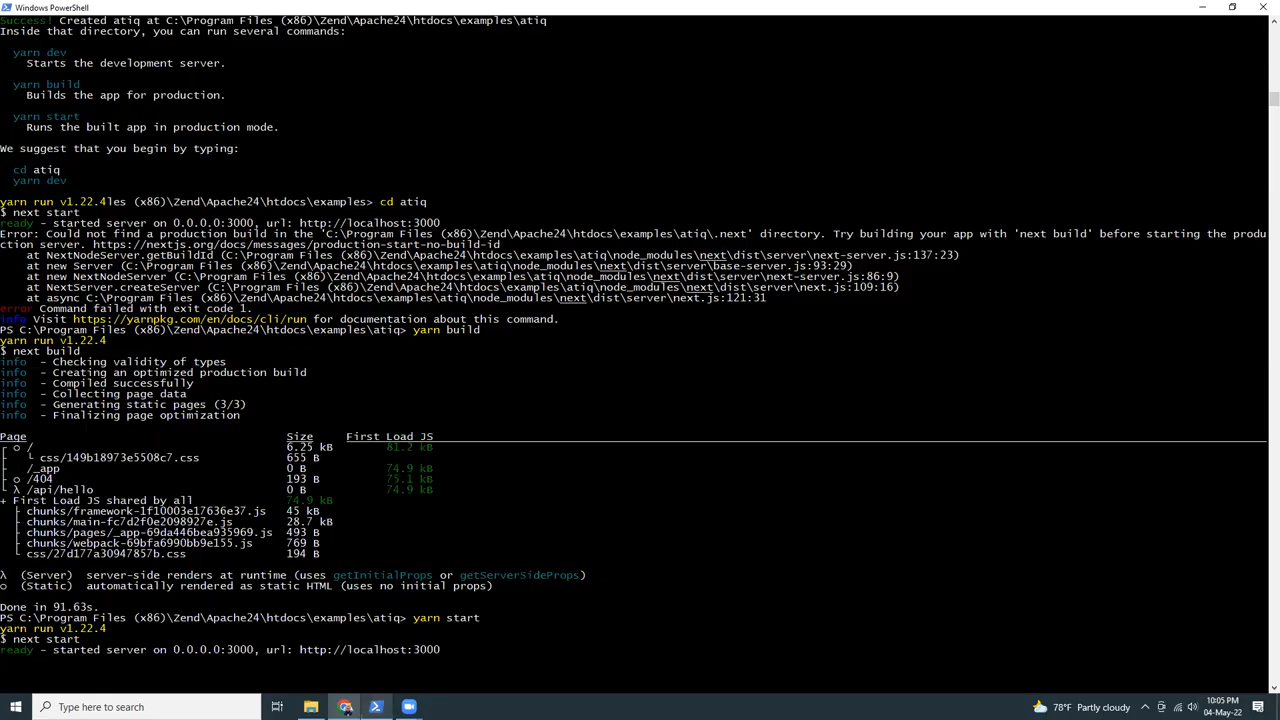 Windows PowerShell
Success! Created atiq at C:\Program Files (x86)\Zend\Apache24\htdocs\examples\atiq
Inside that directory, you can run several commands:
yarn dev
Starts the development server.
yarn build
Builds the app for production.
yarn start
Runs the built app in production mode.
We suggest that you begin by typing:
cd atiq
yarn dev
yarn run v1.22.4les (x86)\Zend\Apache24\htdocs\examples> cd atiq
$ next start
ready - started server on 0.0.0.0:3000, url: http://localhost:3000
Error: Could not find a production build in the 'C:\Program Files (x86)\Zend\Apache24\htdocs\examples\atiq\.next' directory. Try building your app with 'next build' before starting the produ
ction server. https://nextjs.org/docs/messages/production-start-no-build-id
at NextNodeServer.getBuildId (C:\Program Files (x86)\Zend\Apache24\htdocs\examples\atiq\node_modules\next\dist\server\next-server.js:137:23)
at new Server (C:\Program Files (x86)\Zend\Apache24\htdocs\examples\atiq\node_modules\next\dist\server\base-server.js:93:29)
at new NextNodeServer (C:\Program Files (x86)\Zend\Apache24\htdocs\examples\atiq\node_modules\next\dist\server\next-server.js:86:9)
at NextServer.createServer (C:\Program Files (x86)\Zend\Apache24\htdocs\examples\atiq\node_modules\next\dist\server\next.js:109:16)
at async C:\Program Files (x86)\Zend\Apache24\htdocs\examples\atiq\node_modules\next\dist\server\next.js:121:31
error Command failed with exit code 1.
info Visit https://yarnpkg.com/en/docs/cli/run for documentation about this command.
PS C:\Program Files (x86)\Zend\Apache24\htdocs\examples\atiq> yarn build
yarn run v1.22.4
$ next build
info - Checking validity of types
info - Creating an optimized production build
info - Compiled successfully
info - Collecting page data
info - Generating static pages (3/3)
info - Finalizing page optimization
Page Size First Load JS
┌ ○ / 6.25 kB 81.2 kB
├ └ css/149b18973e5508c7.css 655 B
├ /_app 0 B 74.9 kB
├ ○ /404 193 B 75.1 kB
└ λ /api/hello 0 B 74.9 kB
+ First Load JS shared by all 74.9 kB
├ chunks/framework-1f10003e17636e37.js 45 kB
├ chunks/main-fc7d2f0e2098927e.js 28.7 kB
├ chunks/pages/_app-69da446bea935969.js 493 B
├ chunks/webpack-69bfa6990bb9e155.js 769 B
└ css/27d177a30947857b.css 194 B
λ (Server) server-side renders at runtime (uses getInitialProps or getServerSideProps)
○ (Static) automatically rendered as static HTML (uses no initial props)
Done in 91.63s.
PS C:\Program Files (x86)\Zend\Apache24\htdocs\examples\atiq> yarn start
yarn run v1.22.4
$ next start
ready - started server on 0.0.0.0:3000, url: http://localhost:3000
Type here to search
78°F Partly cloudy
10:05 PM
04-May-22